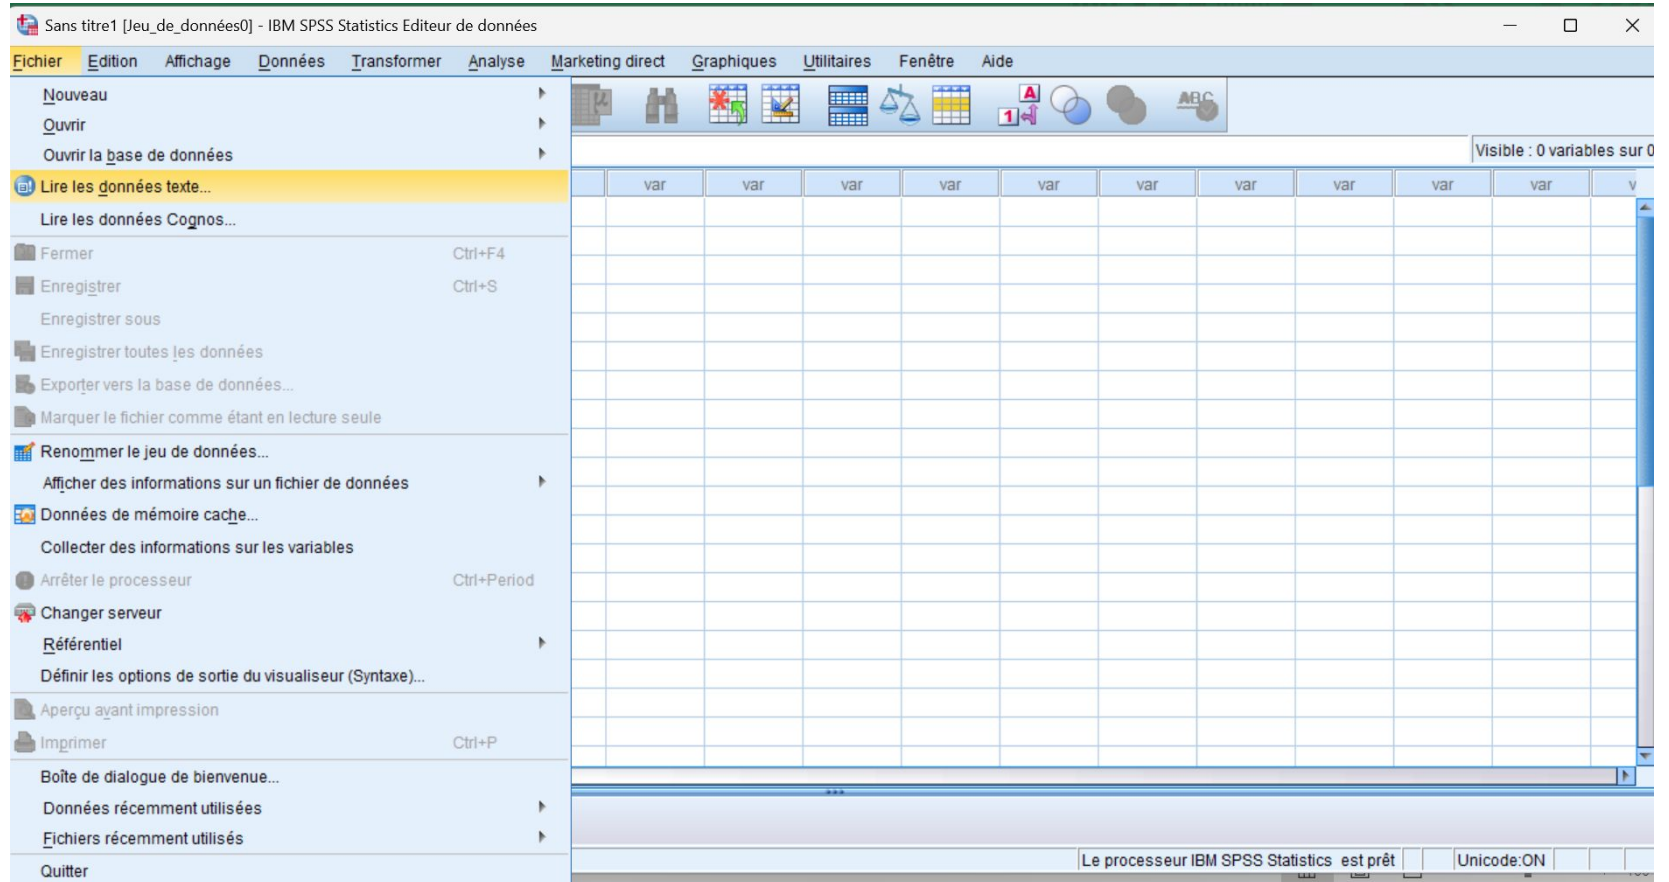 Sans titre1 [Jeu_de_données0] - IBM SPSS Statistics Editeur de données
Fichier Edition Affichage Données Transformer Analyse Marketing direct Graphiques Utilitaires Fenêtre Aide
Nouveau
Ouvrir
Ouvrir la base de données
Visible : 0 variables sur 0
Lire les données texte...
var var var var var var var var var var v
Lire les données Cognos...
Fermer Ctrl+F4
Enregistrer Ctrl+S
Enregistrer sous
Enregistrer toutes les données
Exporter vers la base de données...
Marquer le fichier comme étant en lecture seule
Renommer le jeu de données...
Afficher des informations sur un fichier de données
Données de mémoire cache...
Collecter des informations sur les variables
Arrêter le processeur Ctrl+Period
Changer serveur
Référentiel
Définir les options de sortie du visualiseur (Syntaxe)...
Aperçu avant impression
Imprimer Ctrl+P
Boîte de dialogue de bienvenue...
Données récemment utilisées
Fichiers récemment utilisés
Quitter
Le processeur IBM SPSS Statistics est prêt Unicode:ON